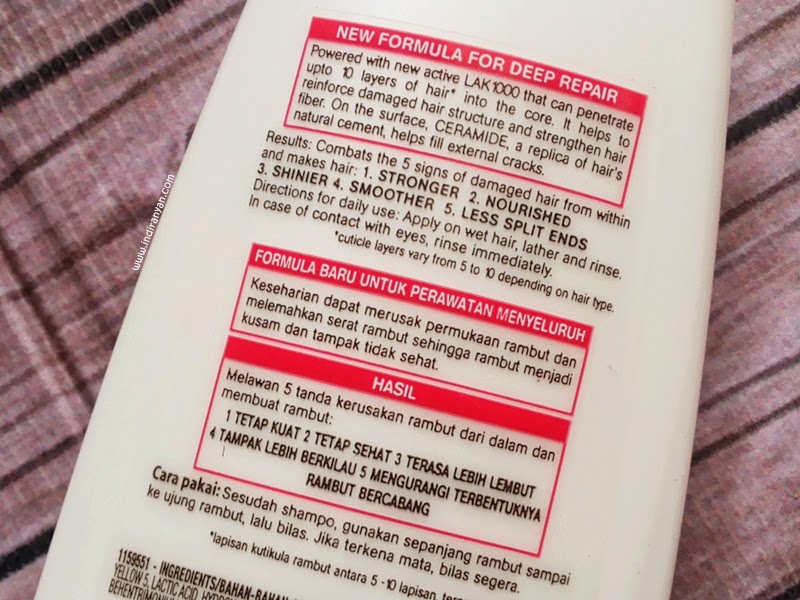 NEW FORMULA FOR DEEP REPAIR
Powered with new active LAK1000 that can penetrate
upto 10 layers of hair* into the core. It helps to
reinforce damaged hair structure and strengthen hair
fiber. On the surface, CERAMIDE, a replica of hair's
natural cement, helps fill external cracks.
Results: Combats the 5 signs of damaged hair from within
and makes hair: 1. STRONGER 2. NOURISHED
3. SHINIER 4. SMOOTHER 5. LESS SPLIT ENDS
Directions for daily use: Apply on wet hair, lather and rinse.
In case of contact with eyes, rinse immediately.
*cuticle layers vary from 5 to 10 depending on hair type.
www.indiranyan.com
FORMULA BARU UNTUK PERAWATAN MENYELURUH
Keseharian dapat merusak permukaan rambut dan
melemahkan serat rambut sehingga rambut menjadi
kusam dan tampak tidak sehat.
HASIL
Melawan 5 tanda kerusakan rambut dari dalam dan
membuat rambut:
1 TETAP KUAT 2 TETAP SEHAT 3 TERASA LEBIH LEMBUT
4 TAMPAK LEBIH BERKILAU 5 MENGURANGI TERBENTUKNYA
RAMBUT BERCABANG
Cara pakai: Sesudah shampo, gunakan sepanjang rambut sampai
ke ujung rambut, lalu bilas. Jika terkena mata, bilas segera.
*lapisan kutikula rambut antara 5 -10 lapisan,
1159651 - INGREDIENTS/BAHAN-BAHAN
YELLOW 5, LACTIC ACID,